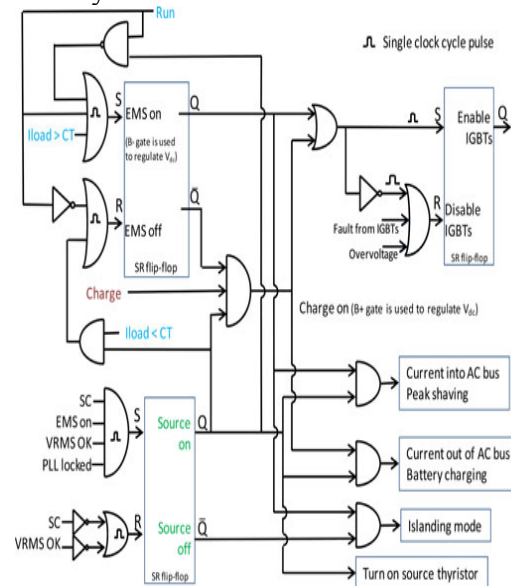 Run
Single clock cycle pulse
S
EMS on
Q
(B- gate is used
to regulate Vdc)
Iload > CT
S
Enable
IGBTs
Q
Q̄
R
EMS off
SR flip-flop
R
Disable
IGBTs
Fault from IGBTs
Overvoltage
SR flip-flop
Charge
Charge on (B+ gate is used to regulate Vdc)
Iload < CT
Current into AC bus
Peak shaving
SC
EMS on
VRMS OK
PLL locked
S
Source
on
Q
Current out of AC bus
Battery charging
SC
VRMS OK
R
Source
off
Q̄
SR flip-flop
Islanding mode
Turn on source thyristor